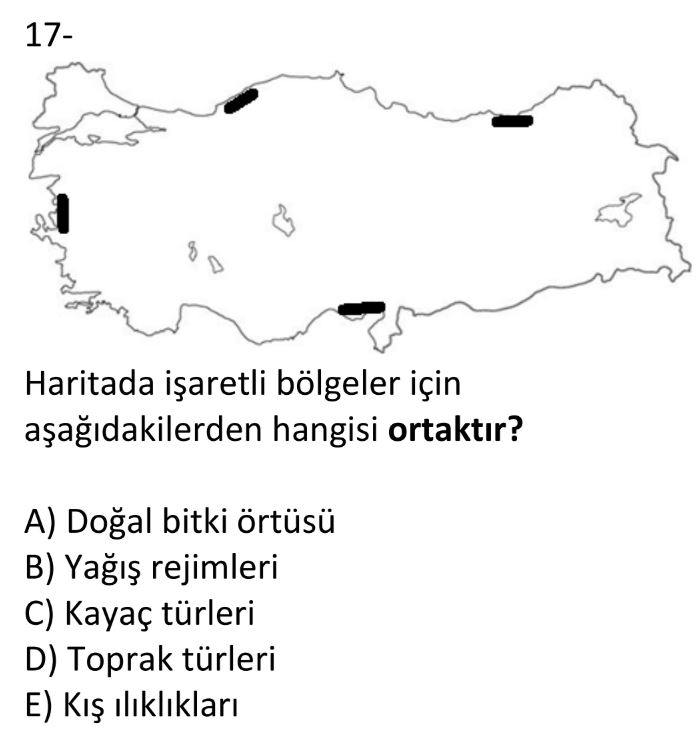 17-
Haritada işaretli bölgeler için
aşağıdakilerden hangisi ortaktır?
A) Doğal bitki örtüsü
B) Yağış rejimleri
C) Kayaç türleri
D) Toprak türleri
E) Kış ılıklıkları